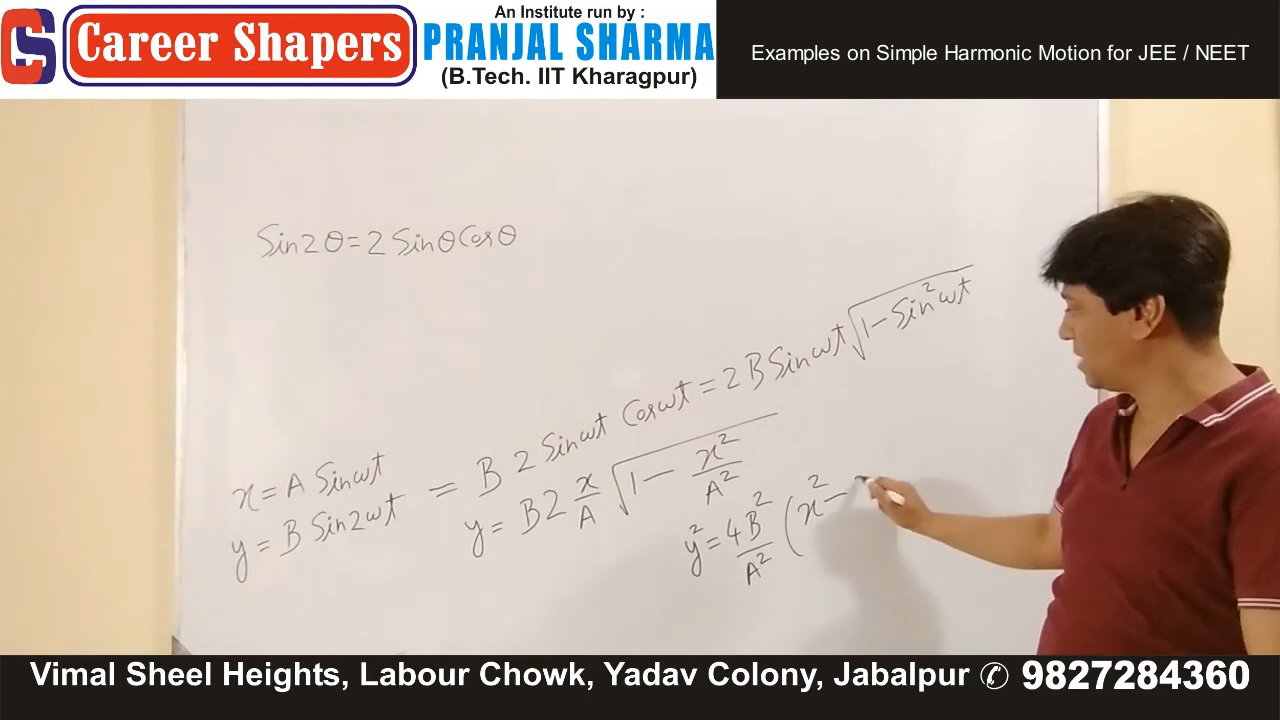 Career Shapers
An Institute run by :
PRANJAL SHARMA
(B.Tech. IIT Kharagpur)
Examples on Simple Harmonic Motion for JEE / NEET
Sin2θ=2 Sinθ Cosθ
x = A Sinωt
y = B Sin2ωt = B 2 Sinωt Cosωt = 2 B Sinωt √(1 − Sin²ωt)
y = B2 x/A √(1 − x²/A²)
y² = 4B²/A² (x² −
Vimal Sheel Heights, Labour Chowk, Yadav Colony, Jabalpur ✆ 9827284360